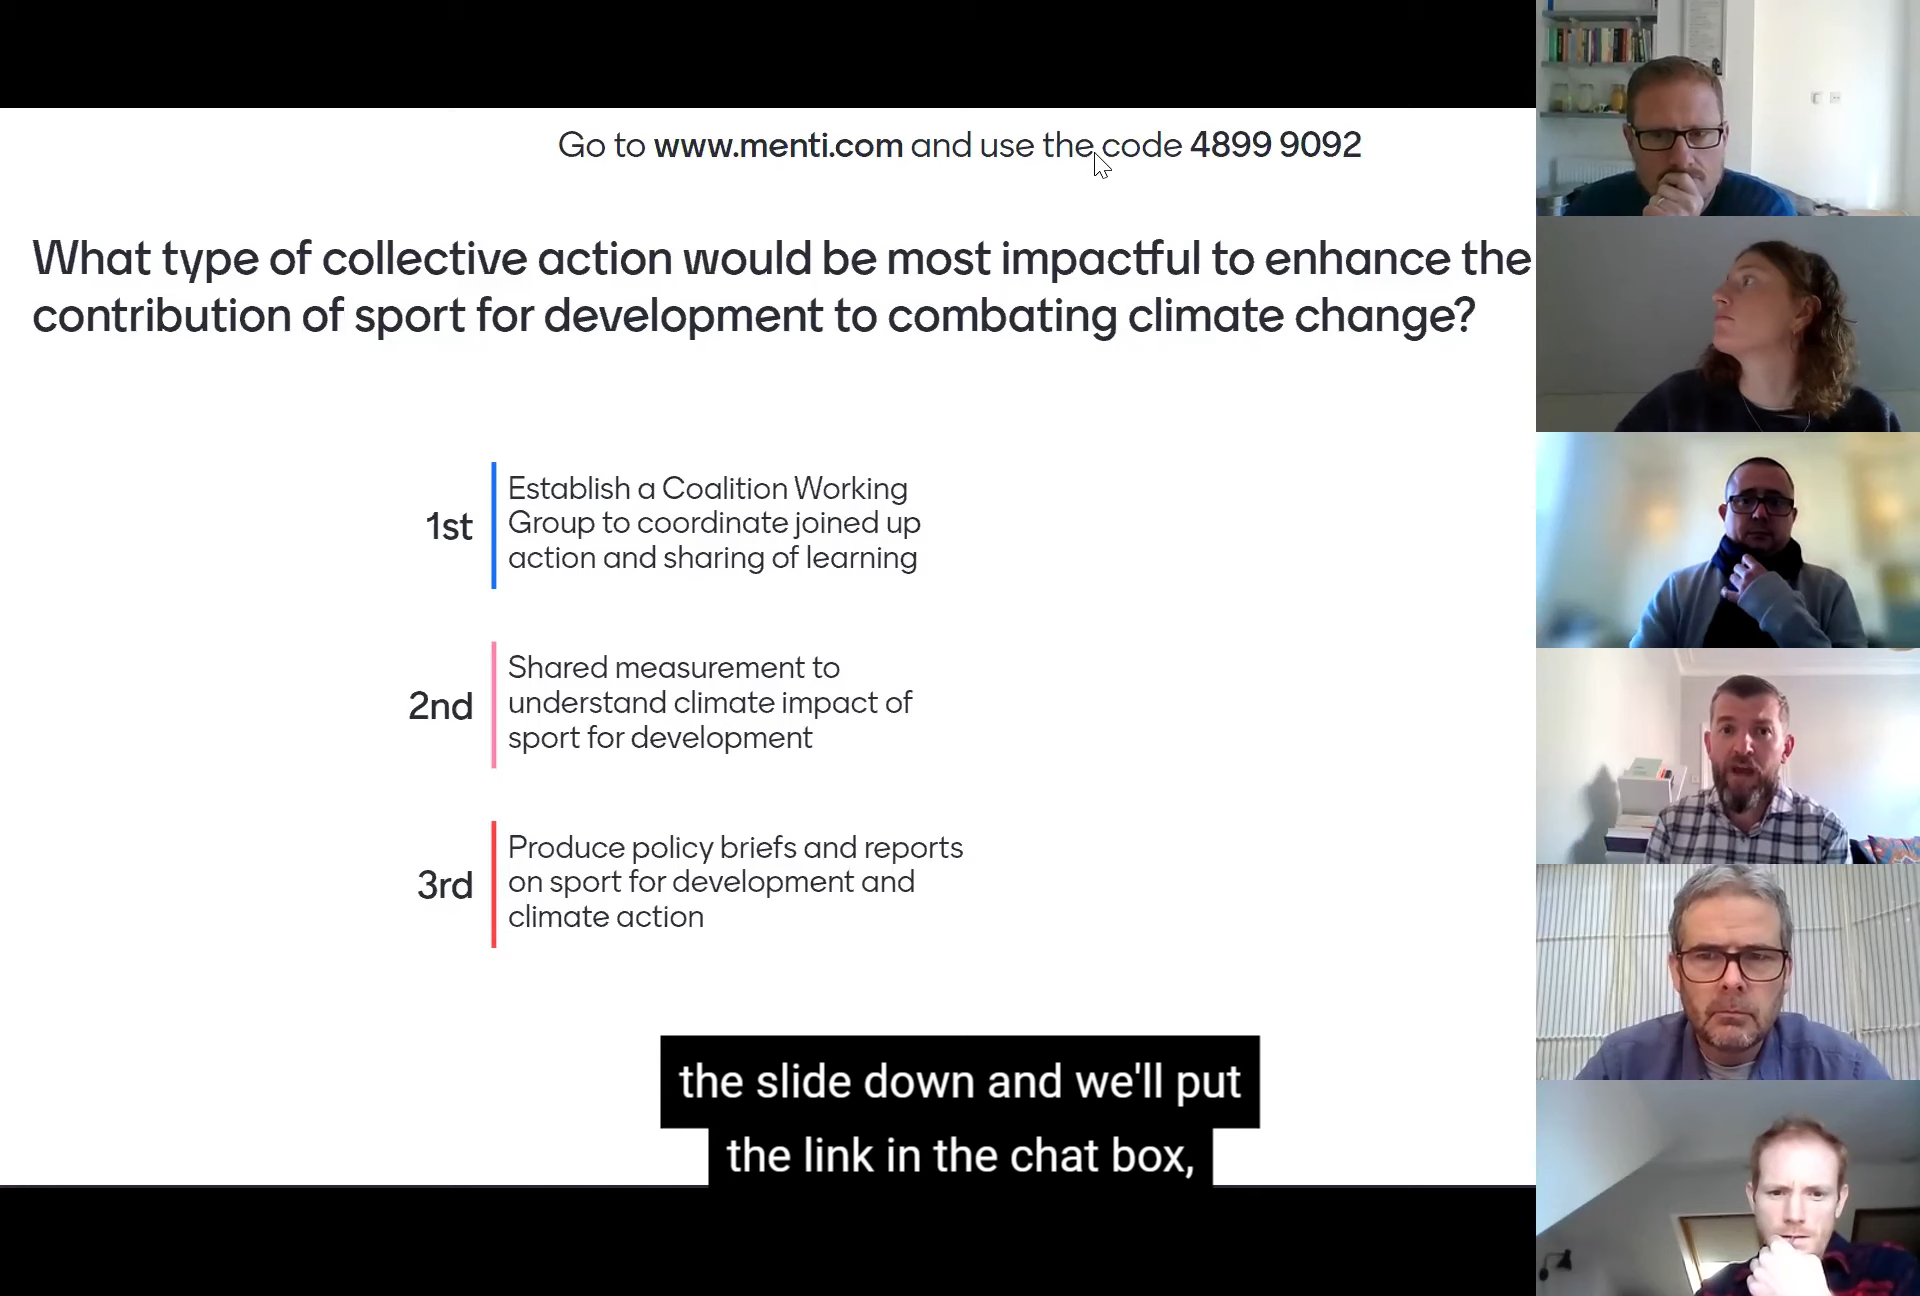 Go to www.menti.com and use the code 4899 9092
What type of collective action would be most impactful to enhance the
contribution of sport for development to combating climate change?
1st
Establish a Coalition Working
Group to coordinate joined up
action and sharing of learning
2nd
Shared measurement to
understand climate impact of
sport for development
3rd
Produce policy briefs and reports
on sport for development and
climate action
the slide down and we'll put
the link in the chat box,